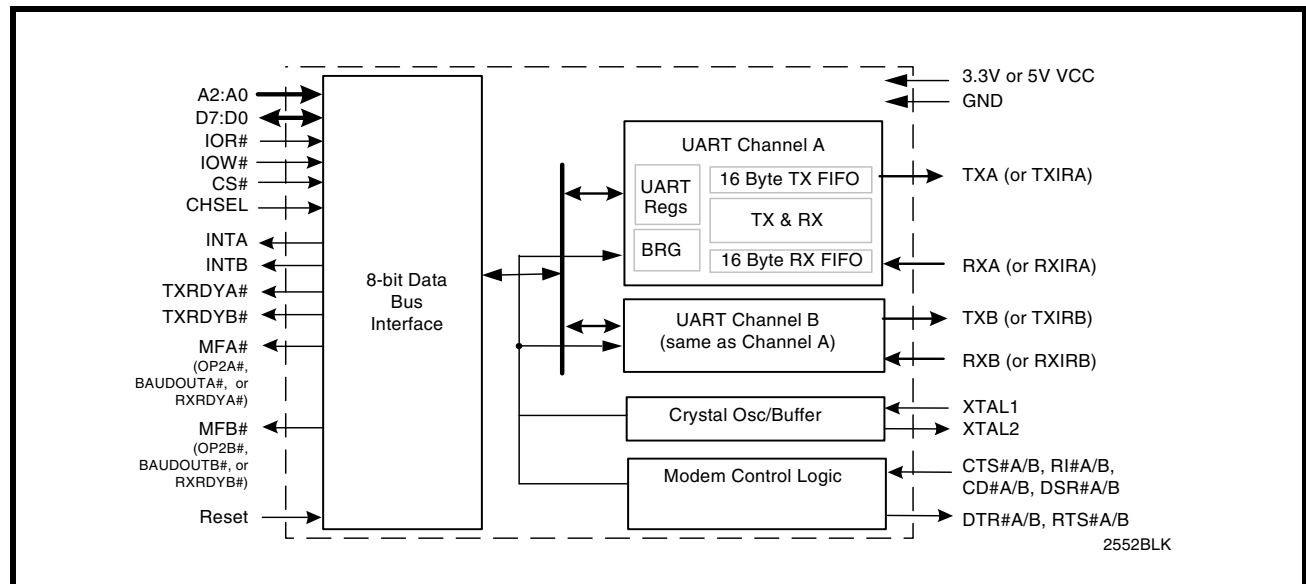 A2:A0
D7:D0
IOR#
IOW#
CS#
CHSEL
INTA
INTB
TXRDYA#
TXRDYB#
MFA#
(OP2A#,
BAUDOUTA#, or
RXRDYA#)
MFB#
(OP2B#,
BAUDOUTB#, or
RXRDYB#)
Reset
8-bit Data
Bus
Interface
UART Channel A
UART
Regs
BRG
16 Byte TX FIFO
TX & RX
16 Byte RX FIFO
UART Channel B
(same as Channel A)
Crystal Osc/Buffer
Modem Control Logic
3.3V or 5V VCC
GND
TXA (or TXIRA)
RXA (or RXIRA)
TXB (or TXIRB)
RXB (or RXIRB)
XTAL1
XTAL2
CTS#A/B, RI#A/B,
CD#A/B, DSR#A/B
DTR#A/B, RTS#A/B
2552BLK